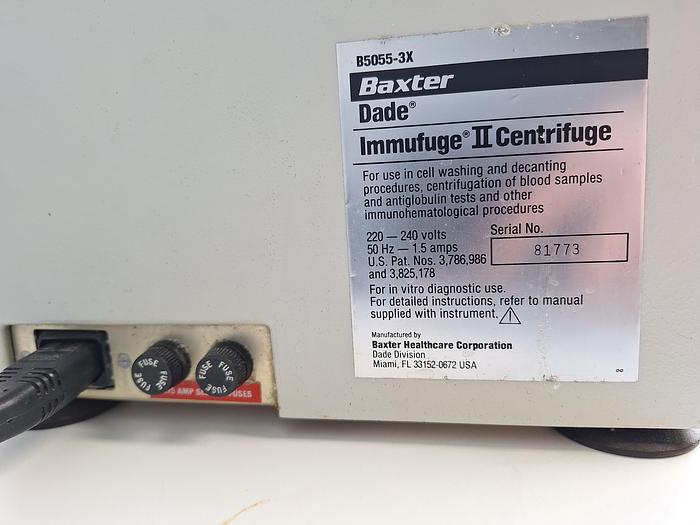 B5055-3X
Baxter
Dade®
Immufuge® II Centrifuge
For use in cell washing and decanting
procedures, centrifugation of blood samples
and antiglobulin tests and other
immunohematological procedures
220 — 240 volts
50 Hz — 1.5 amps
U.S. Pat. Nos. 3,786,986
and 3,825,178
Serial No.
81773
For in vitro diagnostic use.
For detailed instructions, refer to manual
supplied with instrument.
Manufactured by
Baxter Healthcare Corporation
Dade Division
Miami, FL 33152-0672 USA
FUSE FUSE FUSE
FUSE FUSE FUSE
AMP FUSES